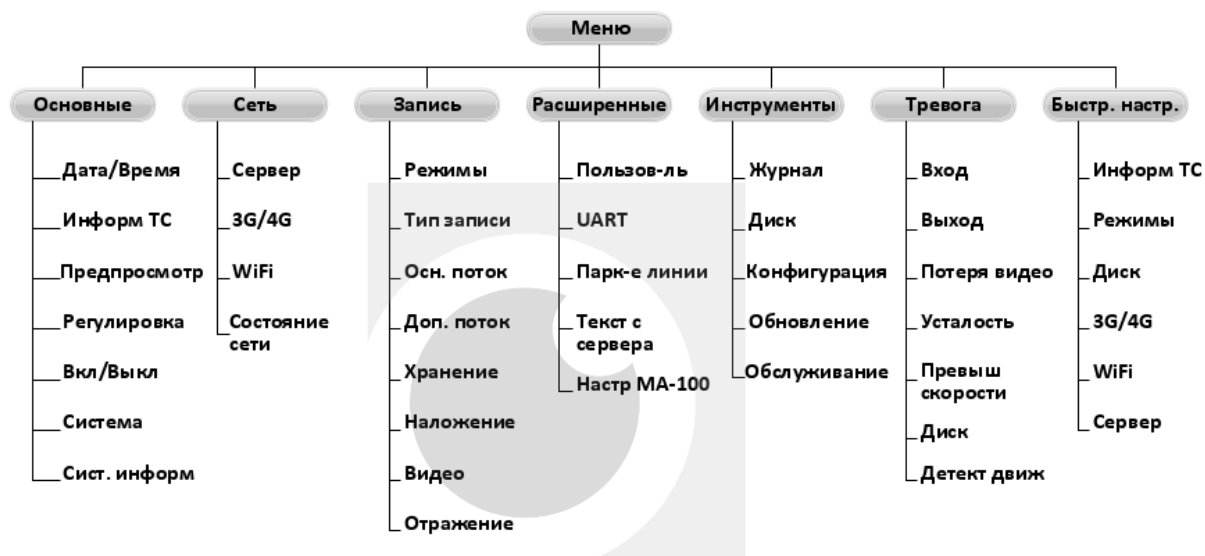 Меню
Основные
Сеть
Запись
Расширенные
Инструменты
Тревога
Быстр. настр.
Дата/Время
Информ ТС
Предпросмотр
Регулировка
Вкл/Выкл
Система
Сист. информ
Сервер
3G/4G
WiFi
Состояние
сети
Режимы
Тип записи
Осн. поток
Доп. поток
Хранение
Наложение
Видео
Отражение
Пользов-ль
UART
Парк-е линии
Текст с
сервера
Настр МА-100
Журнал
Диск
Конфигурация
Обновление
Обслуживание
Вход
Выход
Потеря видео
Усталость
Превыш
скорости
Диск
Детект движ
Информ ТС
Режимы
Диск
3G/4G
WiFi
Сервер